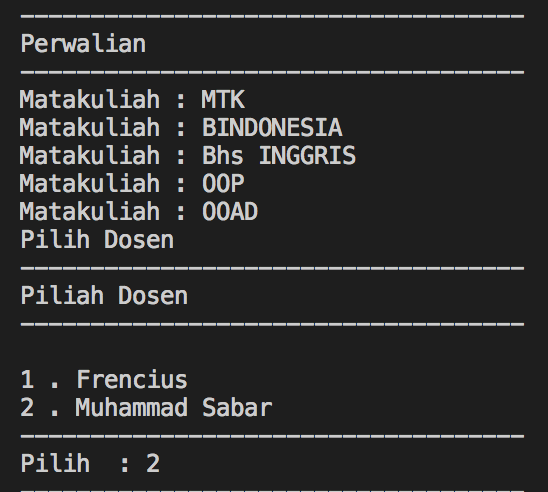 ------------------------------------
Perwalian
------------------------------------
Matakuliah : MTK
Matakuliah : BINDONESIA
Matakuliah : Bhs INGGRIS
Matakuliah : OOP
Matakuliah : OOAD
Pilih Dosen
------------------------------------
Piliah Dosen
------------------------------------
1 . Frencius
2 . Muhammad Sabar
------------------------------------
Pilih  : 2
------------------------------------